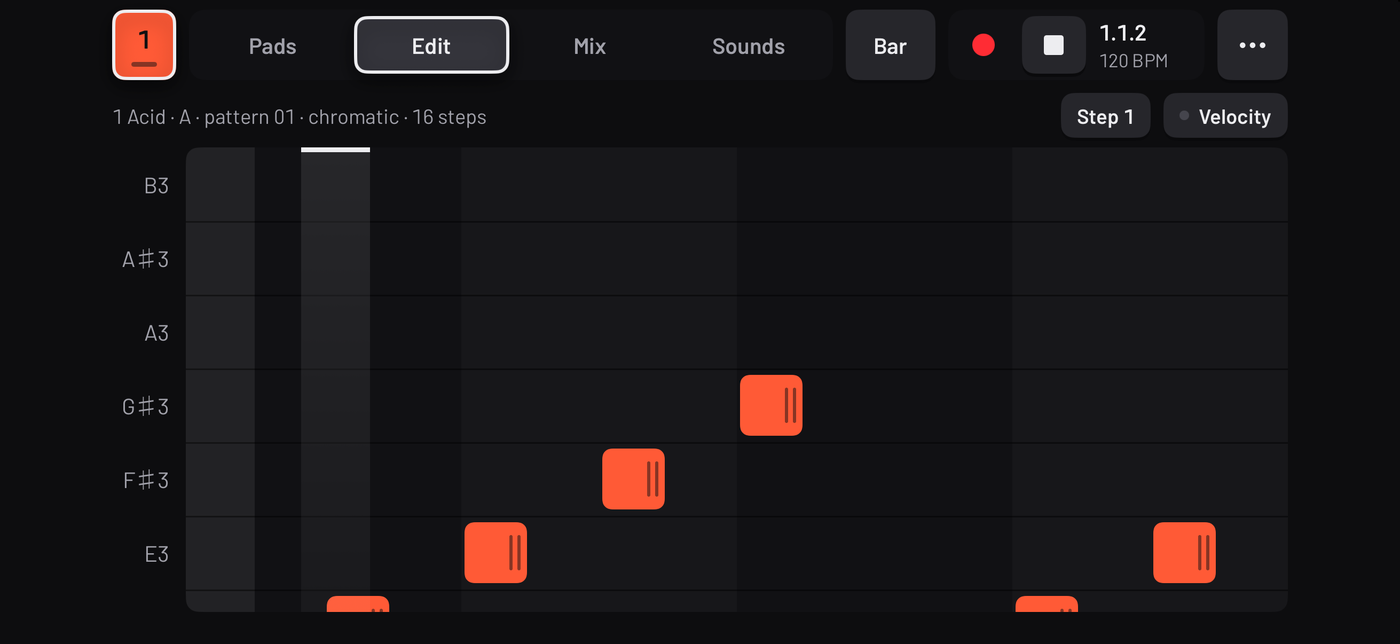 1
Pads
Edit
Mix
Sounds
Bar
1.1.2
120 BPM
1 Acid · A · pattern 01 · chromatic · 16 steps
Step 1
Velocity
B3
A♯3
A3
G♯3
F♯3
E3